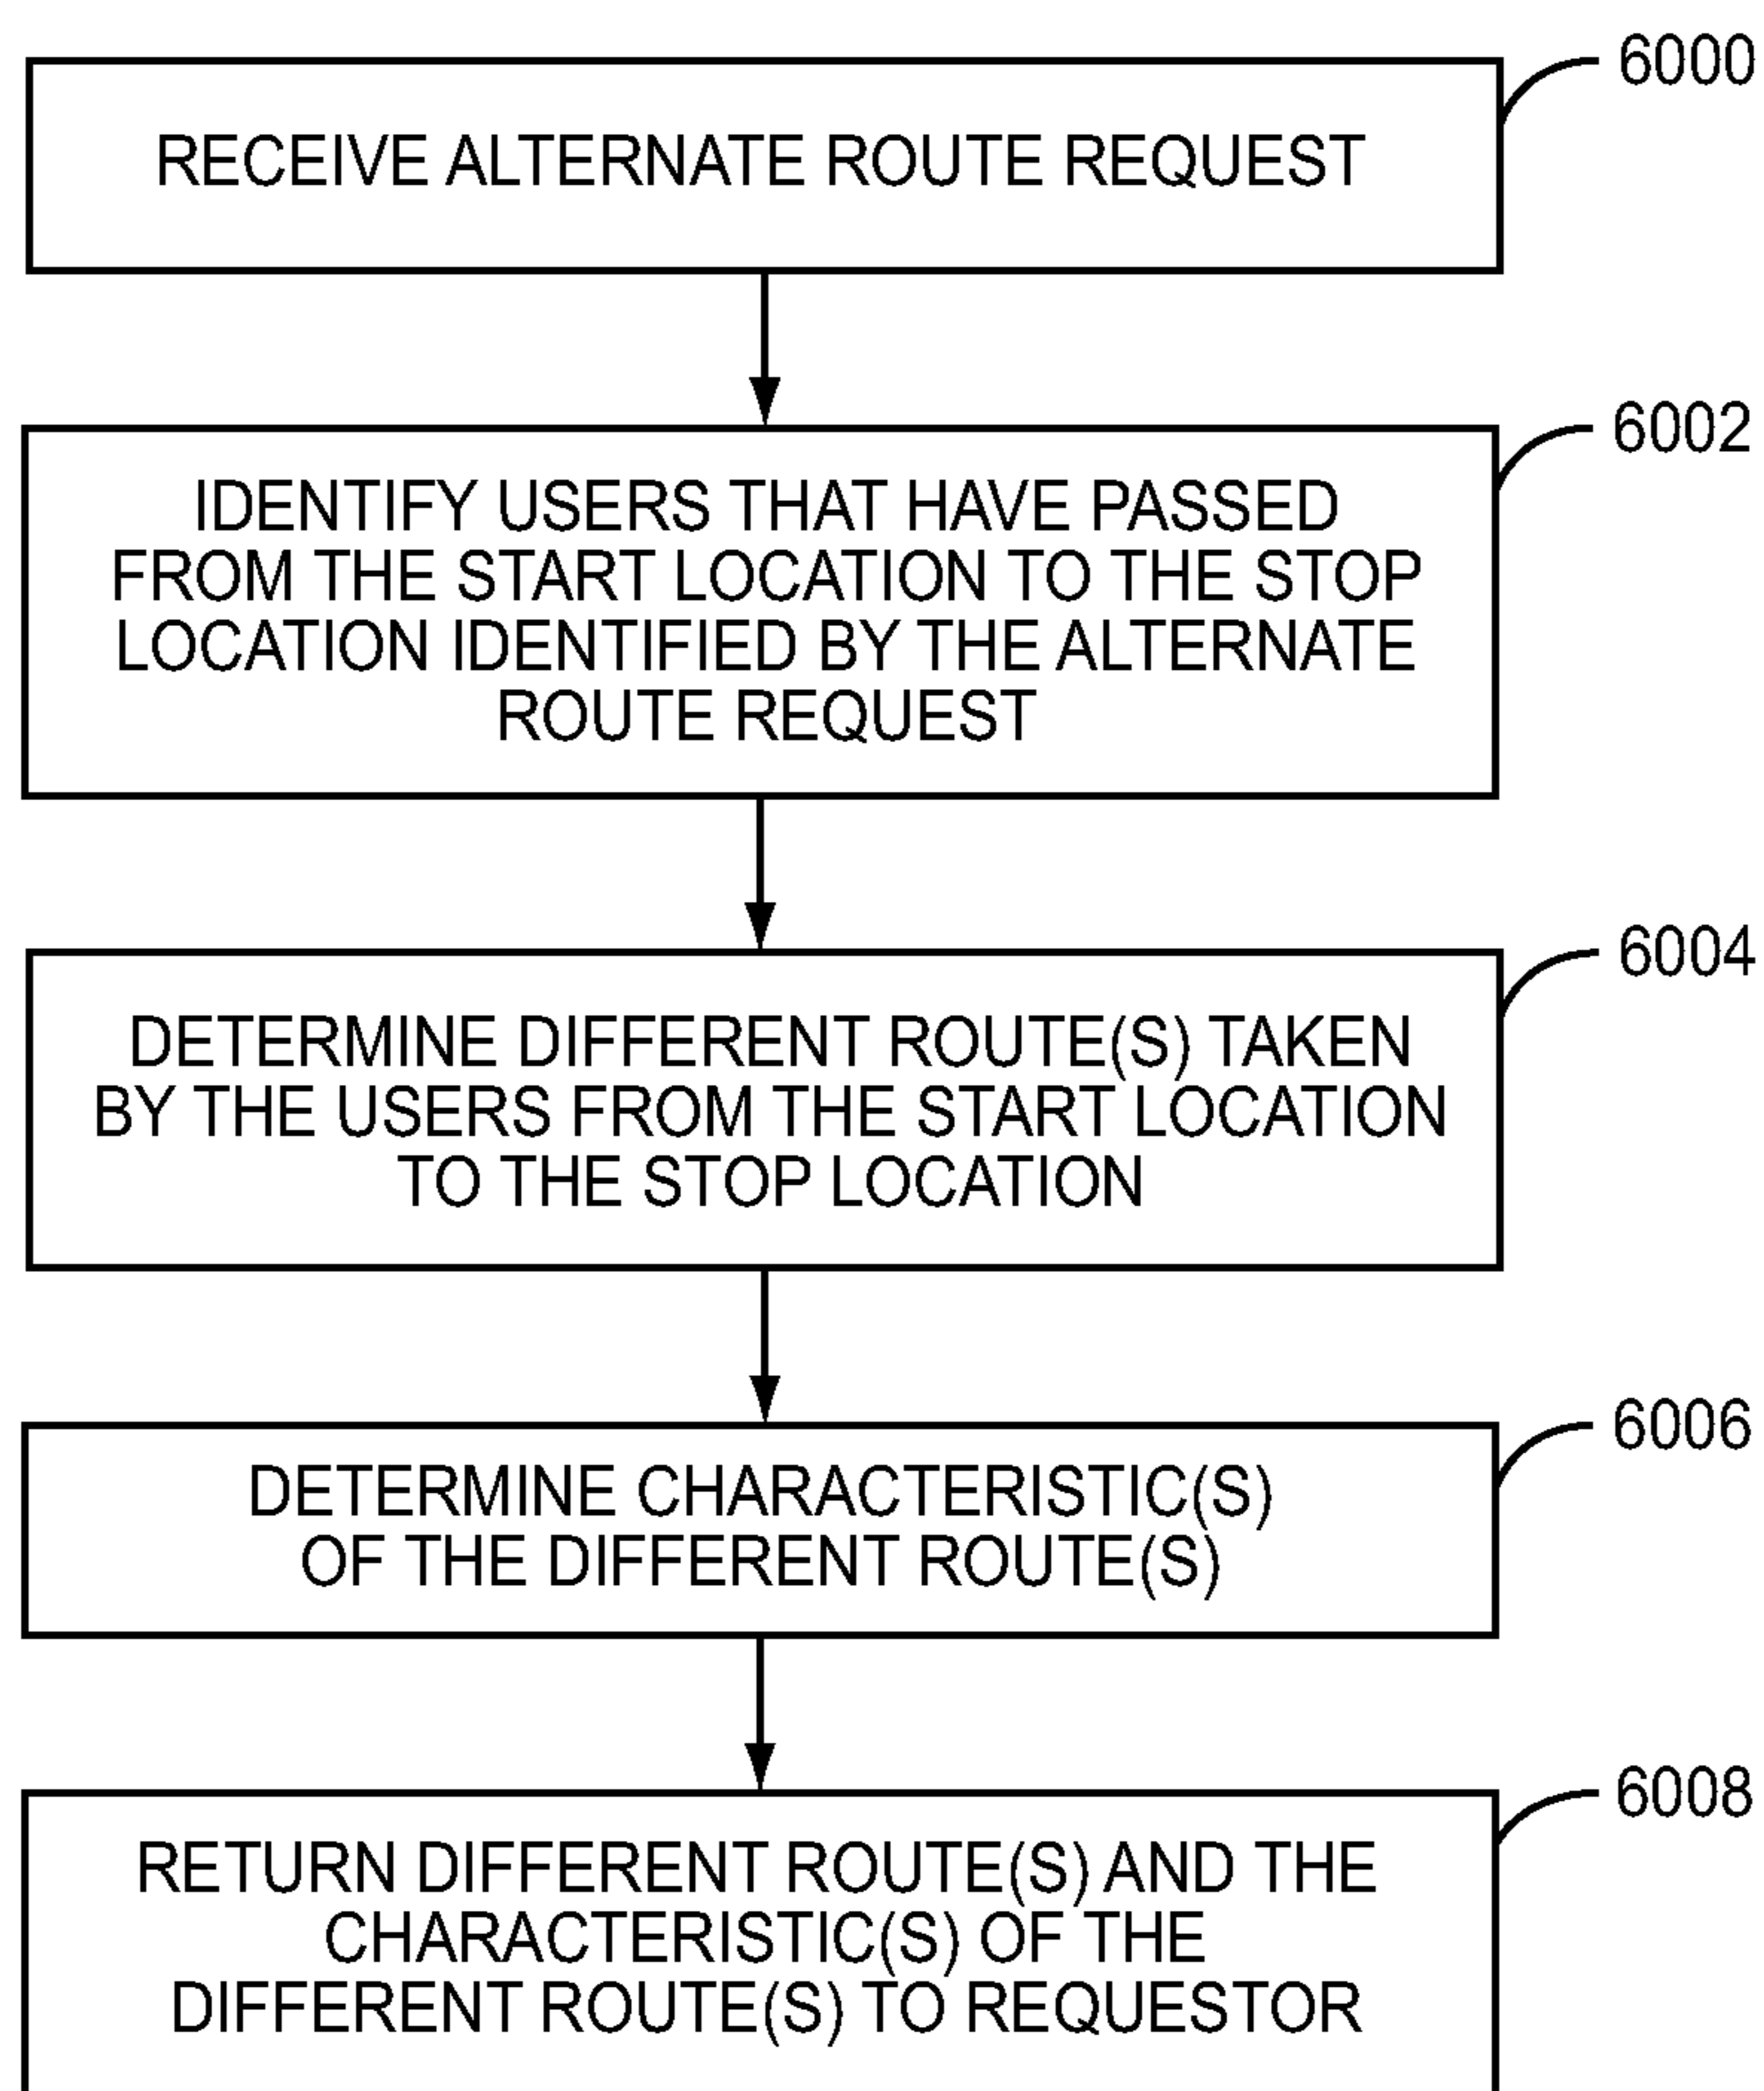 6000
RECEIVE ALTERNATE ROUTE REQUEST
6002
IDENTIFY USERS THAT HAVE PASSED
FROM THE START LOCATION TO THE STOP
LOCATION IDENTIFIED BY THE ALTERNATE
ROUTE REQUEST
6004
DETERMINE DIFFERENT ROUTE(S) TAKEN
BY THE USERS FROM THE START LOCATION
TO THE STOP LOCATION
6006
DETERMINE CHARACTERISTIC(S)
OF THE DIFFERENT ROUTE(S)
6008
RETURN DIFFERENT ROUTE(S) AND THE
CHARACTERISTIC(S) OF THE
DIFFERENT ROUTE(S) TO REQUESTOR